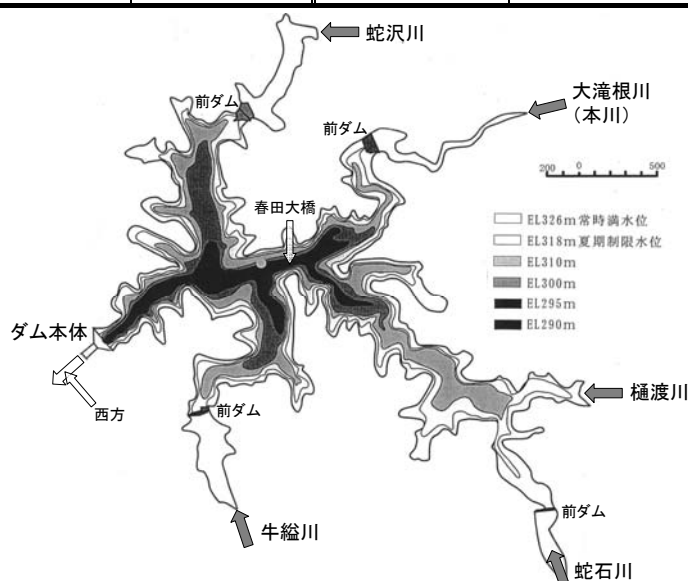 蛇沢川
前ダム
大滝根川
（本川）
前ダム
200 0 500
春田大橋
EL326m常時満水位
EL318m夏期制限水位
EL310m
EL300m
EL295m
EL290m
ダム本体
西方
前ダム
樋渡川
牛縊川
前ダム
蛇石川